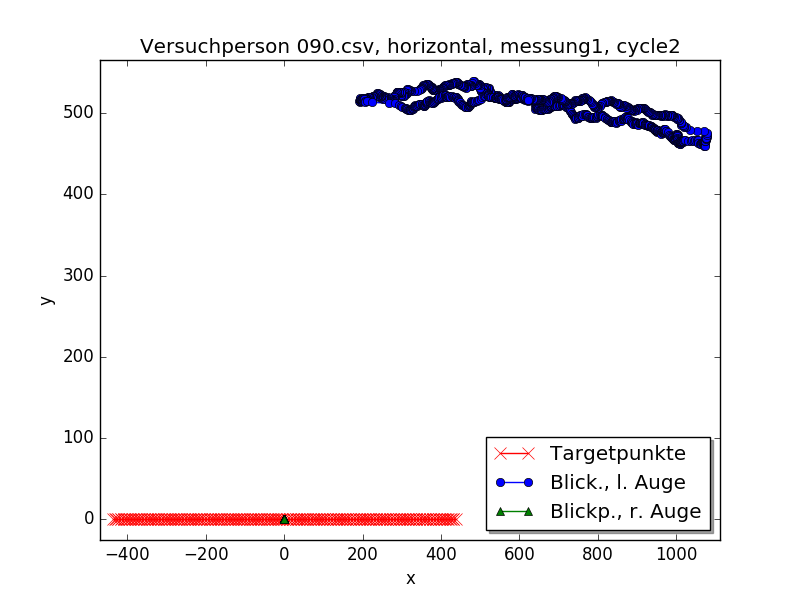 Versuchperson 090.csv, horizontal, messung1, cycle2
500
400
300
200
100
0
y
−400
−200
0
200
400
600
800
1000
x
Targetpunkte
Blick., l. Auge
Blickp., r. Auge